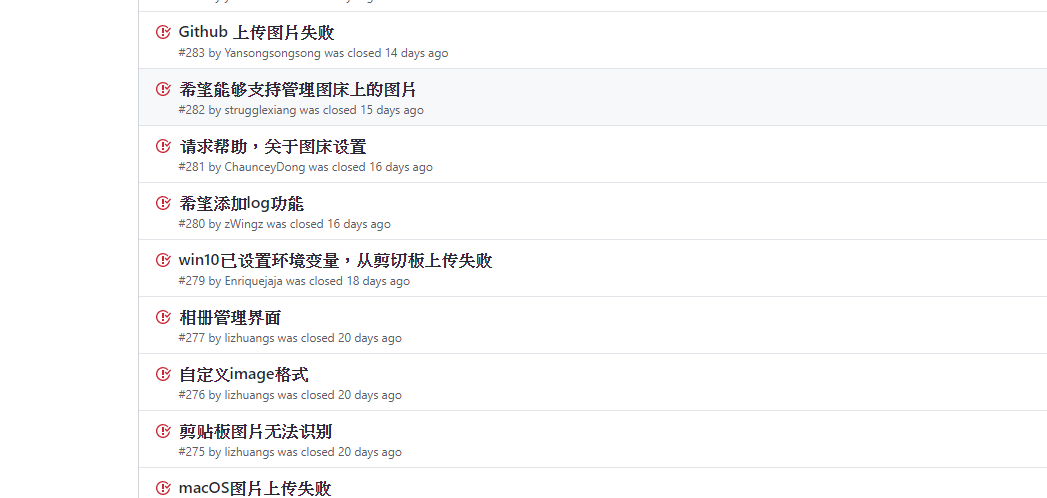 Github 上传图片失败
#283 by Yansongsongsong was closed 14 days ago
希望能够支持管理图床上的图片
#282 by strugglexiang was closed 15 days ago
请求帮助，关于图床设置
#281 by ChaunceyDong was closed 16 days ago
希望添加log功能
#280 by zWingz was closed 16 days ago
win10已设置环境变量，从剪切板上传失败
#279 by Enriquejaja was closed 18 days ago
相册管理界面
#277 by lizhuangs was closed 20 days ago
自定义image格式
#276 by lizhuangs was closed 20 days ago
剪贴板图片无法识别
#275 by lizhuangs was closed 20 days ago
macOS图片上传失败